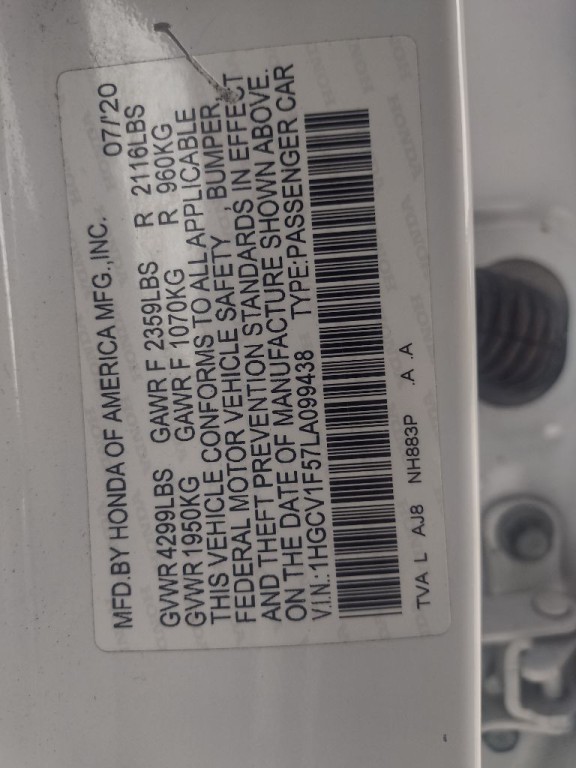 MFD.BY HONDA OF AMERICA MFG.,INC. 07/'20
GVWR 4299LBS GAWR F 2359LBS R 2116LBS
GVWR 1950KG GAWR F 1070KG R 960KG
THIS VEHICLE CONFORMS TO ALL APPLICABLE
FEDERAL MOTOR VEHICLE SAFETY , BUMPER,
AND THEFT PREVENTION STANDARDS IN EFFECT
ON THE DATE OF MANUFACTURE SHOWN ABOVE.
V.I.N.:1HGCV1F57LA099438 TYPE:PASSENGER CAR
TVA L AJ8 NH883P .A .A